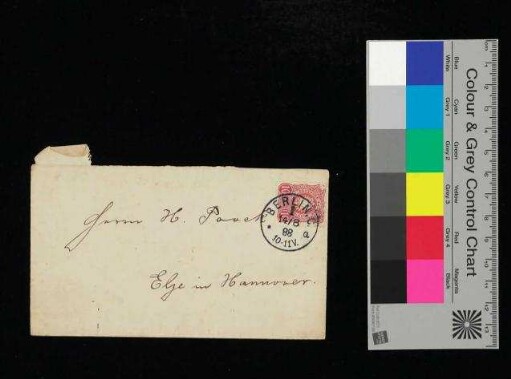 Herrn H.
Elze in Hannover.
BERLIN, C
88
10-11V.
Colour & Grey Control Chart
Blue Cyan Green Yellow Red Magenta
White Grey 1 Grey 2 Grey 3 Grey 4 Black